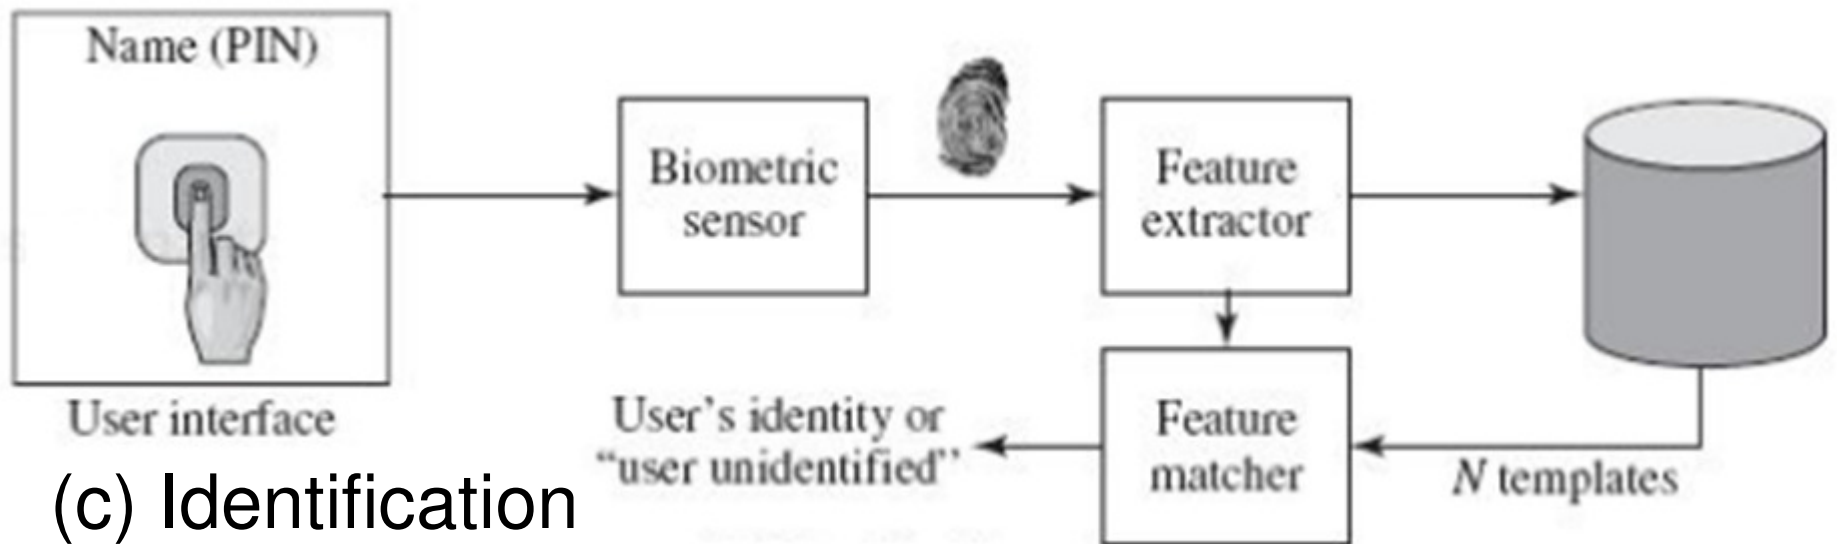 Name (PIN)
Biometric
sensor
Feature
extractor
User interface
User’s identity or
“user unidentified”
Feature
matcher
N templates
(c) Identification